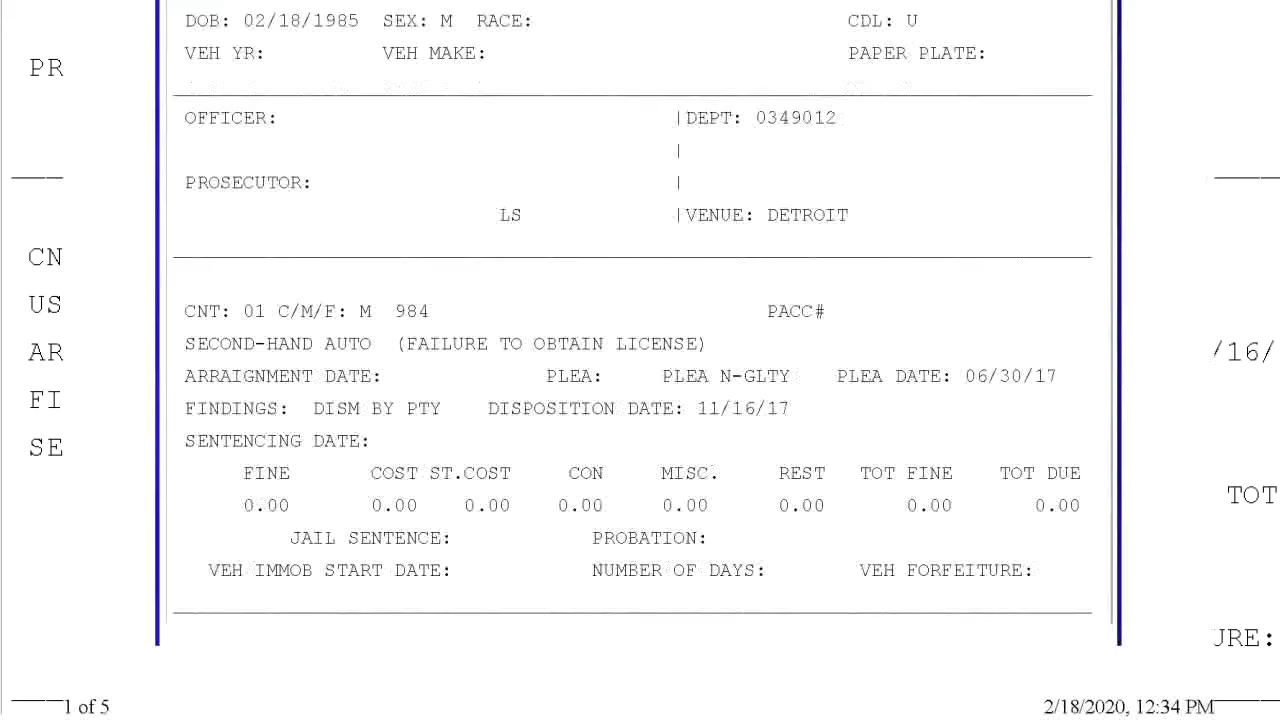 DOB: 02/18/1985 SEX: M RACE: CDL: U
VEH YR: VEH MAKE: PAPER PLATE:
PR
OFFICER: |DEPT: 0349012
|
PROSECUTOR: |
LS |VENUE: DETROIT
CN
US
AR
FI
SE
CNT: 01 C/M/F: M 984 PACC#
SECOND-HAND AUTO (FAILURE TO OBTAIN LICENSE)
ARRAIGNMENT DATE: PLEA: PLEA N-GLTY PLEA DATE: 06/30/17
FINDINGS: DISM BY PTY DISPOSITION DATE: 11/16/17
SENTENCING DATE:
FINE COST ST.COST CON MISC. REST TOT FINE TOT DUE
0.00 0.00 0.00 0.00 0.00 0.00 0.00 0.00
JAIL SENTENCE: PROBATION:
VEH IMMOB START DATE: NUMBER OF DAYS: VEH FORFEITURE:
/16/
TOT
URE:
1 of 5
2/18/2020, 12:34 PM